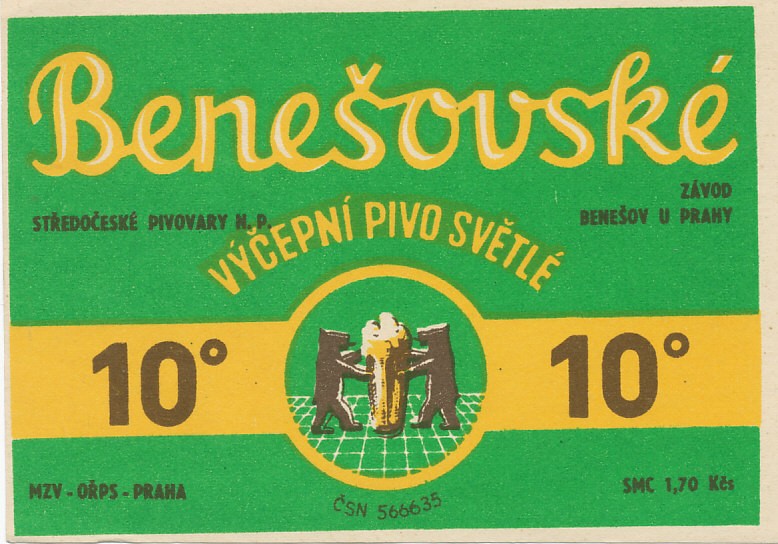 Benešovské
STŘEDOČESKÉ PIVOVARY N. P.
ZÁVOD
BENEŠOV U PRAHY
VÝČEPNÍ PIVO SVĚTLÉ
10°
10°
MZV - OŘPS - PRAHA
SMC 1,70 Kčs
ČSN 566635